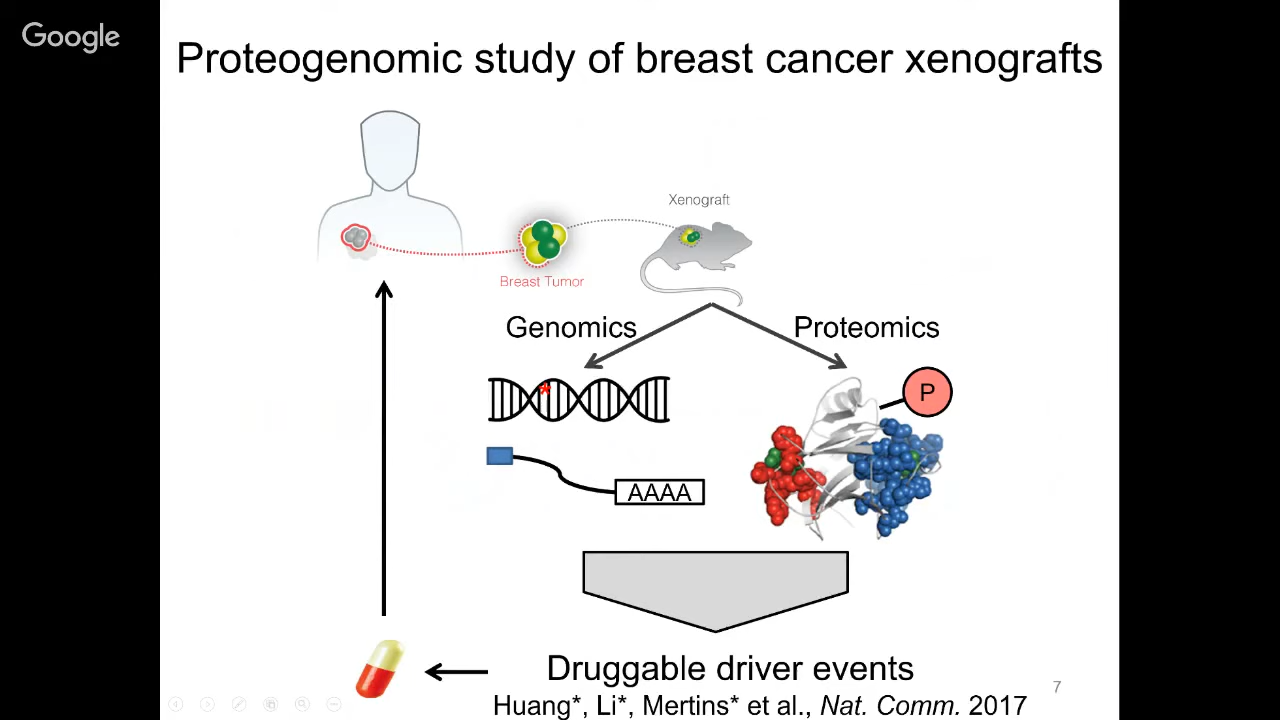 Google
Proteogenomic study of breast cancer xenografts
Xenograft
Breast Tumor
Genomics
Proteomics
*
P
AAAA
Druggable driver events
Huang*, Li*, Mertins* et al., Nat. Comm. 2017
7